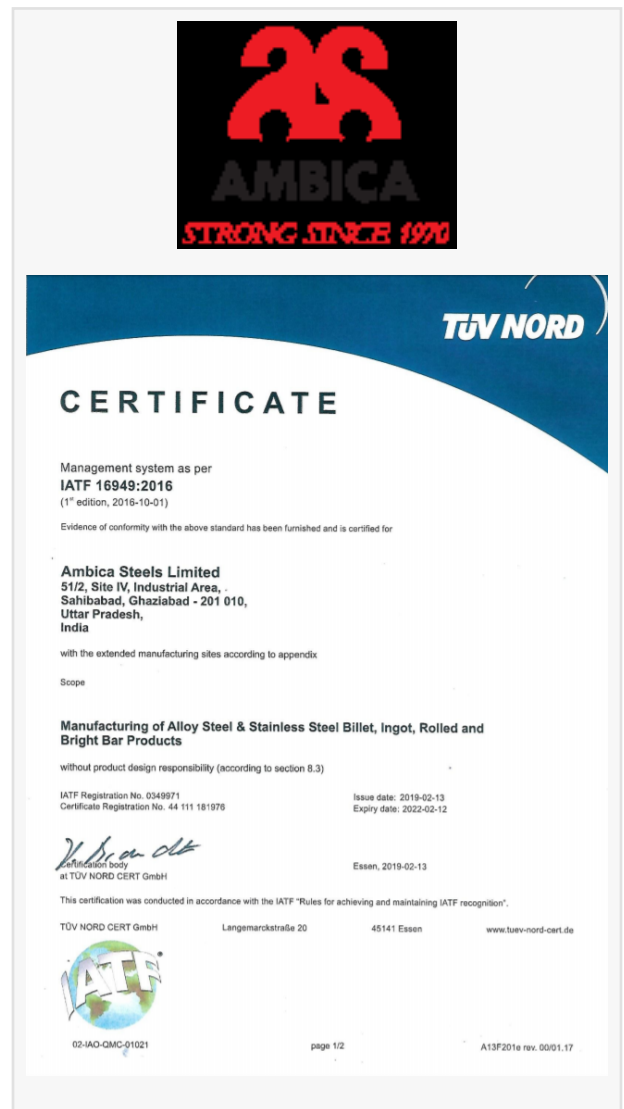 AMBICA
STRONG SINCE 1970
TÜV NORD
CERTIFICATE
Management system as per
IATF 16949:2016
(1st edition, 2016-10-01)
Evidence of conformity with the above standard has been furnished and is certified for
Ambica Steels Limited
51/2, Site IV, Industrial Area,
Sahibabad, Ghaziabad - 201 010,
Uttar Pradesh,
India
with the extended manufacturing sites according to appendix
Scope
Manufacturing of Alloy Steel & Stainless Steel Billet, Ingot, Rolled and
Bright Bar Products
without product design responsibility (according to section 8.3)
IATF Registration No. 0349971
Certificate Registration No. 44 111 181976
Issue date: 2019-02-13
Expiry date: 2022-02-12
Certification body
at TÜV NORD CERT GmbH
Essen, 2019-02-13
This certification was conducted in accordance with the IATF "Rules for achieving and maintaining IATF recognition".
TÜV NORD CERT GmbH Langemarckstraße 20 45141 Essen www.tuev-nord-cert.de
IATF
02-IAO-QMC-01021 page 1/2 A13F201e rev. 00/01.17